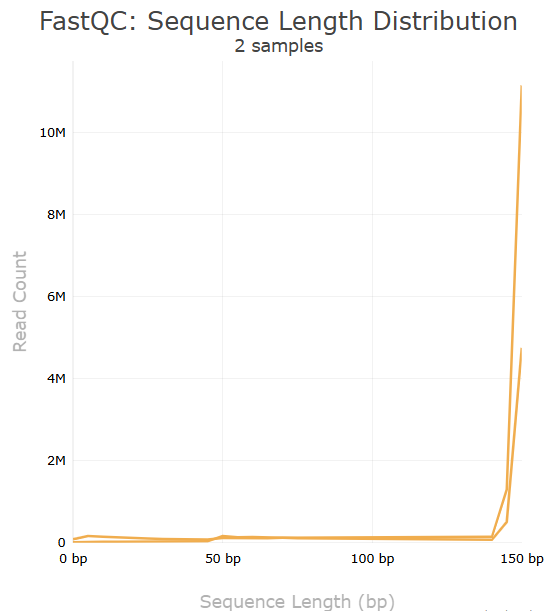 FastQC: Sequence Length Distribution
2 samples
10M
8M
6M
4M
2M
0
Read Count
0 bp 50 bp 100 bp 150 bp
Sequence Length (bp)